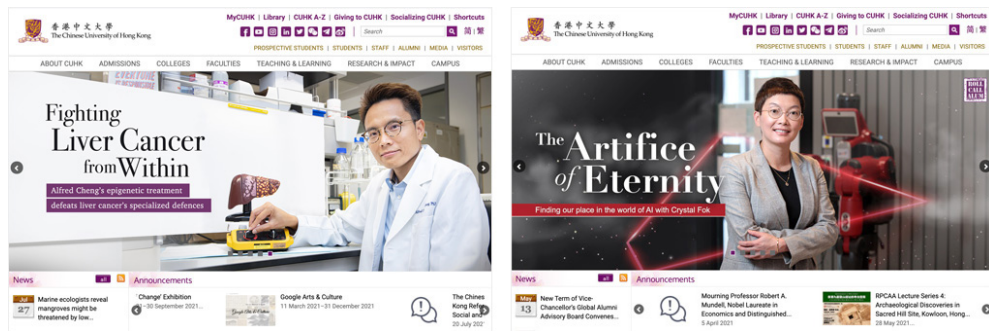 MyCUHK | Library | CUHK A-Z | Giving to CUHK | Socializing CUHK | Shortcuts
香港中文大學
The Chinese University of Hong Kong
Search
简 | 繁
PROSPECTIVE STUDENTS | STUDENTS | STAFF | ALUMNI | MEDIA | VISITORS
ABOUT CUHK ADMISSIONS COLLEGES FACULTIES TEACHING & LEARNING RESEARCH & IMPACT CAMPUS
Fighting
Liver Cancer
from Within
Alfred Cheng's epigenetic treatment
defeats liver cancer's specialized defences
News
all
Announcements
Jul
27
Marine ecologists reveal
mangroves might be
threatened by low...
'Change' Exhibition
–30 September 2021...
Google Arts & Culture
11 March 2021–31 December 2021
The Chines
Kong Refe
Social and
20 July 202
MyCUHK | Library | CUHK A-Z | Giving to CUHK | Socializing CUHK | Shortcuts
香港中文大學
The Chinese University of Hong Kong
Search
简 | 繁
PROSPECTIVE STUDENTS | STUDENTS | STAFF | ALUMNI | MEDIA | VISITORS
ABOUT CUHK ADMISSIONS COLLEGES FACULTIES TEACHING & LEARNING RESEARCH & IMPACT CAMPUS
ROLL
CALL
ALUM
The Artifice
of Eternity
Finding our place in the world of AI with Crystal Fok
News
all
Announcements
May
13
New Term of Vice-
Chancellor's Global Alumni
Advisory Board Convenes...
Mourning Professor Robert A.
Mundell, Nobel Laureate in
Economics and Distinguished...
5 April 2021
RPCAA Lecture Series 4:
Archaeological Discoveries in
Sacred Hill Site, Kowloon, Hong...
28 May 2021...